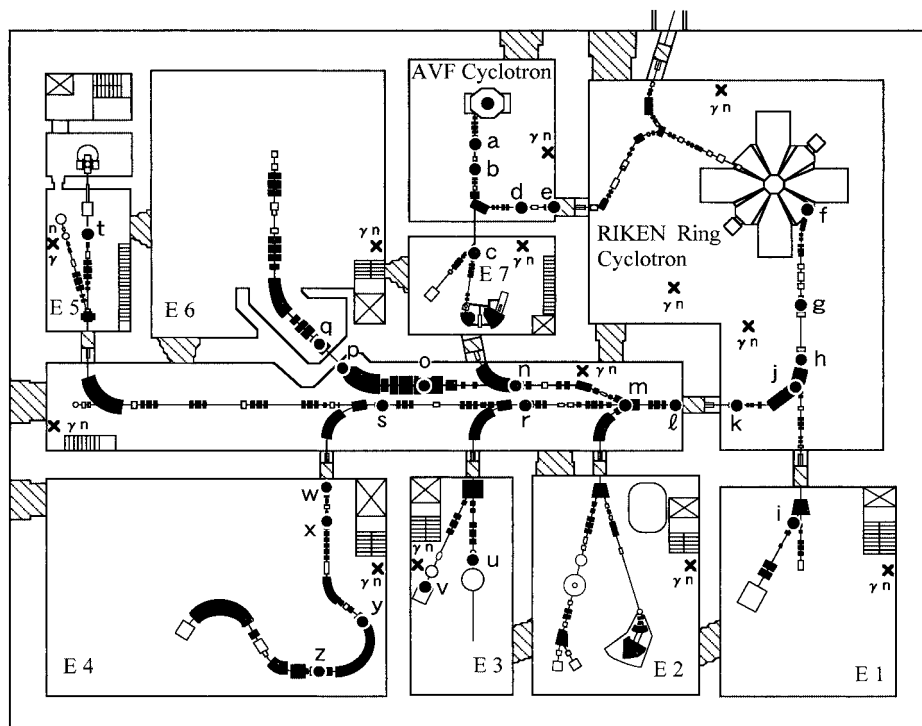 AVF Cyclotron
γ n
a
γ n
b
d e
n
γ
t
γ n
c
γ n
E 7
f
RIKEN Ring
Cyclotron
γ n
g
E 5
E 6
q
γ n
h
p
o
n
γ n
m
j
s
r
ℓ
k
γ n
w
x
γ n
y
z
E 4
γ n
u
v
E 3
γ n
E 2
i
γ n
E 1